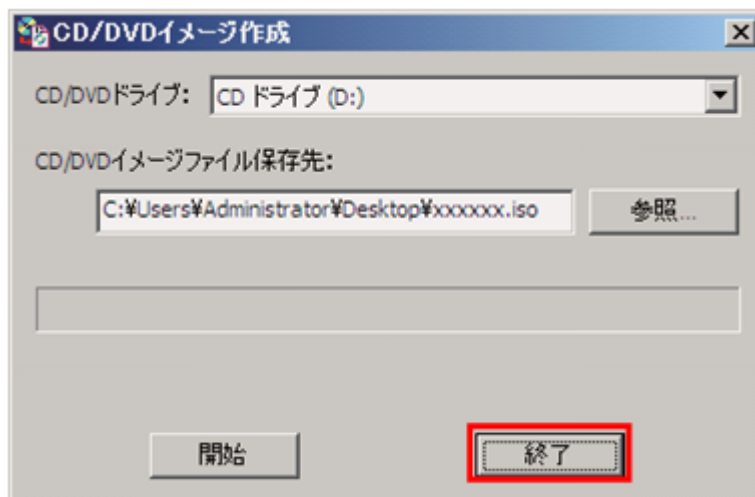 CD/DVDイメージ作成
CD/DVDドライブ: CD ドライブ (D:)
CD/DVDイメージファイル保存先:
C:¥Users¥Administrator¥Desktop¥xxxxxx.iso 参照...
開始 終了